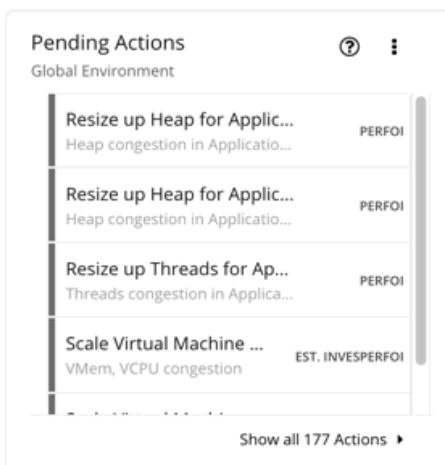 Pending Actions
Global Environment
Resize up Heap for Applic...
Heap congestion in Applicatio...
PERFOI
Resize up Heap for Applic...
Heap congestion in Applicatio...
PERFOI
Resize up Threads for Ap...
Threads congestion in Applica...
PERFOI
Scale Virtual Machine ...
VMem, VCPU congestion
EST. INVESPERFOI
Show all 177 Actions